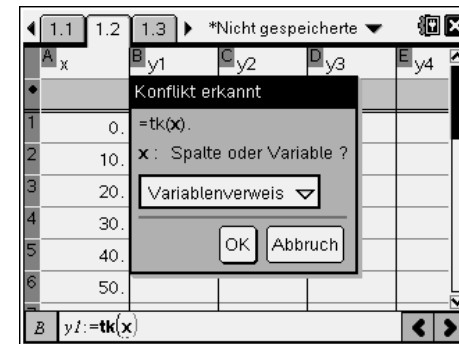 1.1 1.2 1.3 *Nicht gespeicherte
A x B y1 C y2 D y3 E y4
Konflikt erkannt
1 0. =tk(x).
2 10. x : Spalte oder Variable ?
3 20. Variablenverweis
4 30.
5 40. OK Abbruch
6 50.
B y1:=tk(x)